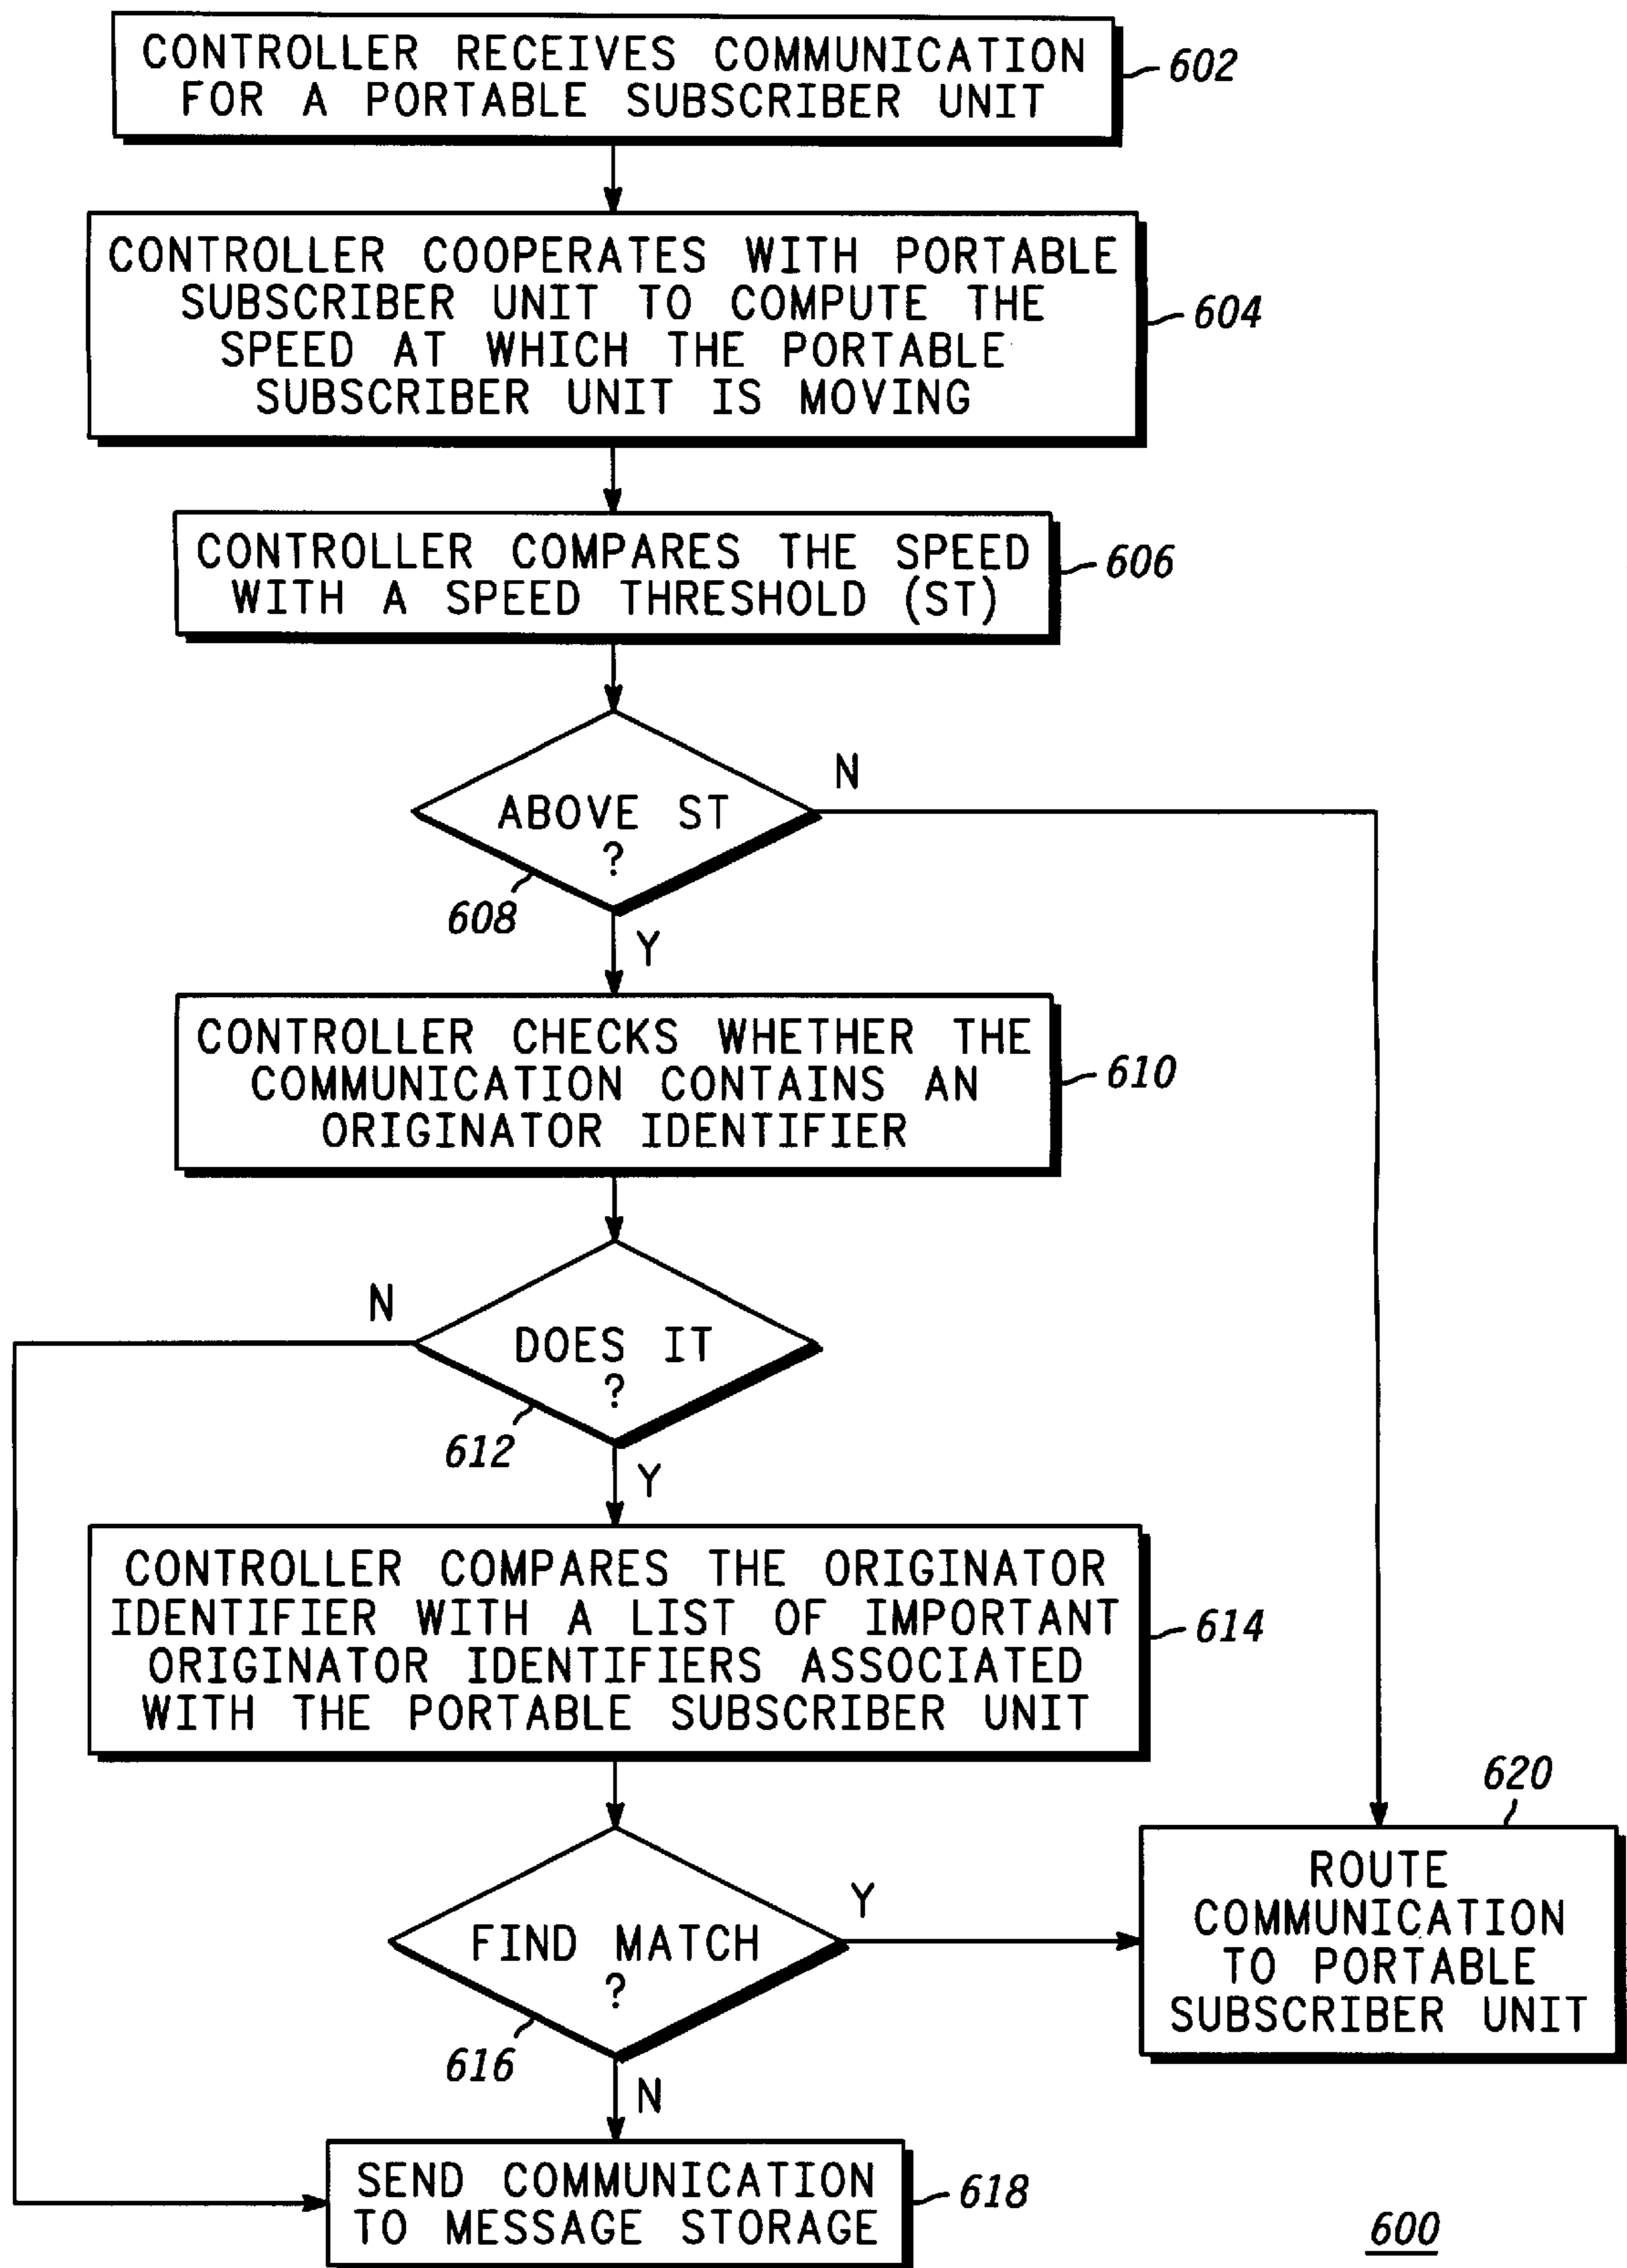 CONTROLLER RECEIVES COMMUNICATION
FOR A PORTABLE SUBSCRIBER UNIT
602
CONTROLLER COOPERATES WITH PORTABLE
SUBSCRIBER UNIT TO COMPUTE THE
SPEED AT WHICH THE PORTABLE
SUBSCRIBER UNIT IS MOVING
604
CONTROLLER COMPARES THE SPEED
WITH A SPEED THRESHOLD (ST)
606
ABOVE ST
?
N
608
Y
CONTROLLER CHECKS WHETHER THE
COMMUNICATION CONTAINS AN
ORIGINATOR IDENTIFIER
610
N
DOES IT
?
612
Y
CONTROLLER COMPARES THE ORIGINATOR
IDENTIFIER WITH A LIST OF IMPORTANT
ORIGINATOR IDENTIFIERS ASSOCIATED
WITH THE PORTABLE SUBSCRIBER UNIT
614
FIND MATCH
?
Y
616
N
620
ROUTE
COMMUNICATION
TO PORTABLE
SUBSCRIBER UNIT
SEND COMMUNICATION
TO MESSAGE STORAGE
618
600